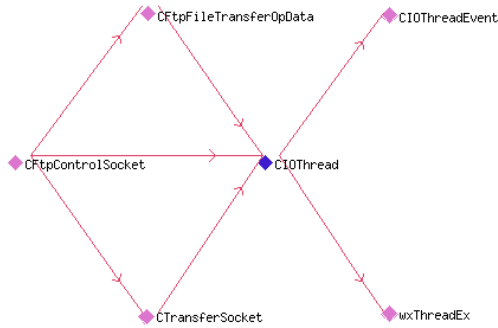 CFtpFileTransferOpData
CIOThreadEvent
CFtpControlSocket
CIOThread
CTransferSocket
wxThreadEx